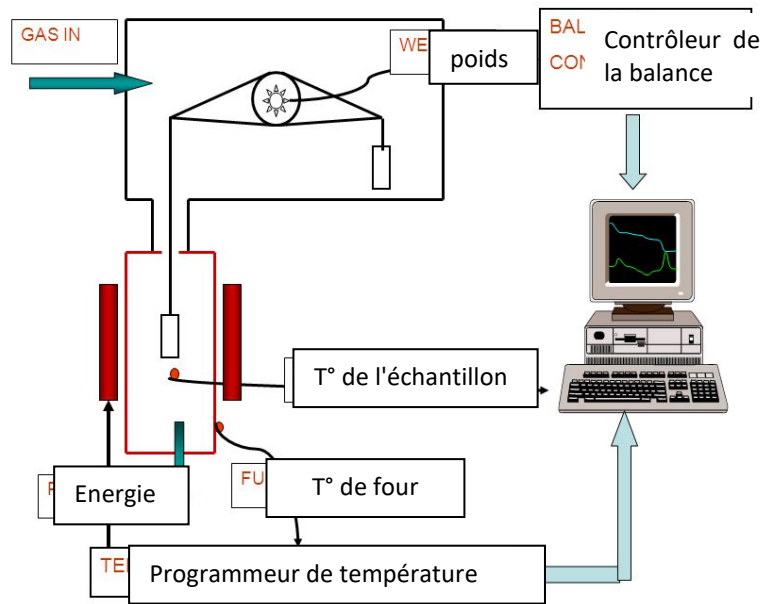 GAS IN
WE
poids
BAL
CON
Contrôleur de
la balance
T° de l'échantillon
Energie
FU
T° de four
TE
Programmeur de température